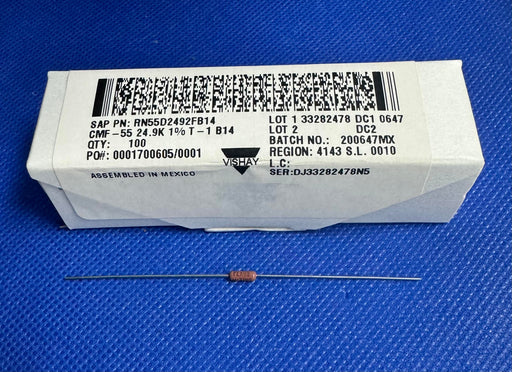 SAP PN: RN55D2492FB14
CMF-55 24.9K 1% T-1 B14
QTY: 100
PO#: 0001700605/0001
ASSEMBLED IN MEXICO
VISHAY
LOT 1 33282478 DC1 0647
LOT 2 DC2
BATCH NO.: 200647MX
REGION: 4143 S.L. 0010
L.C:
SER:DJ33282478N5